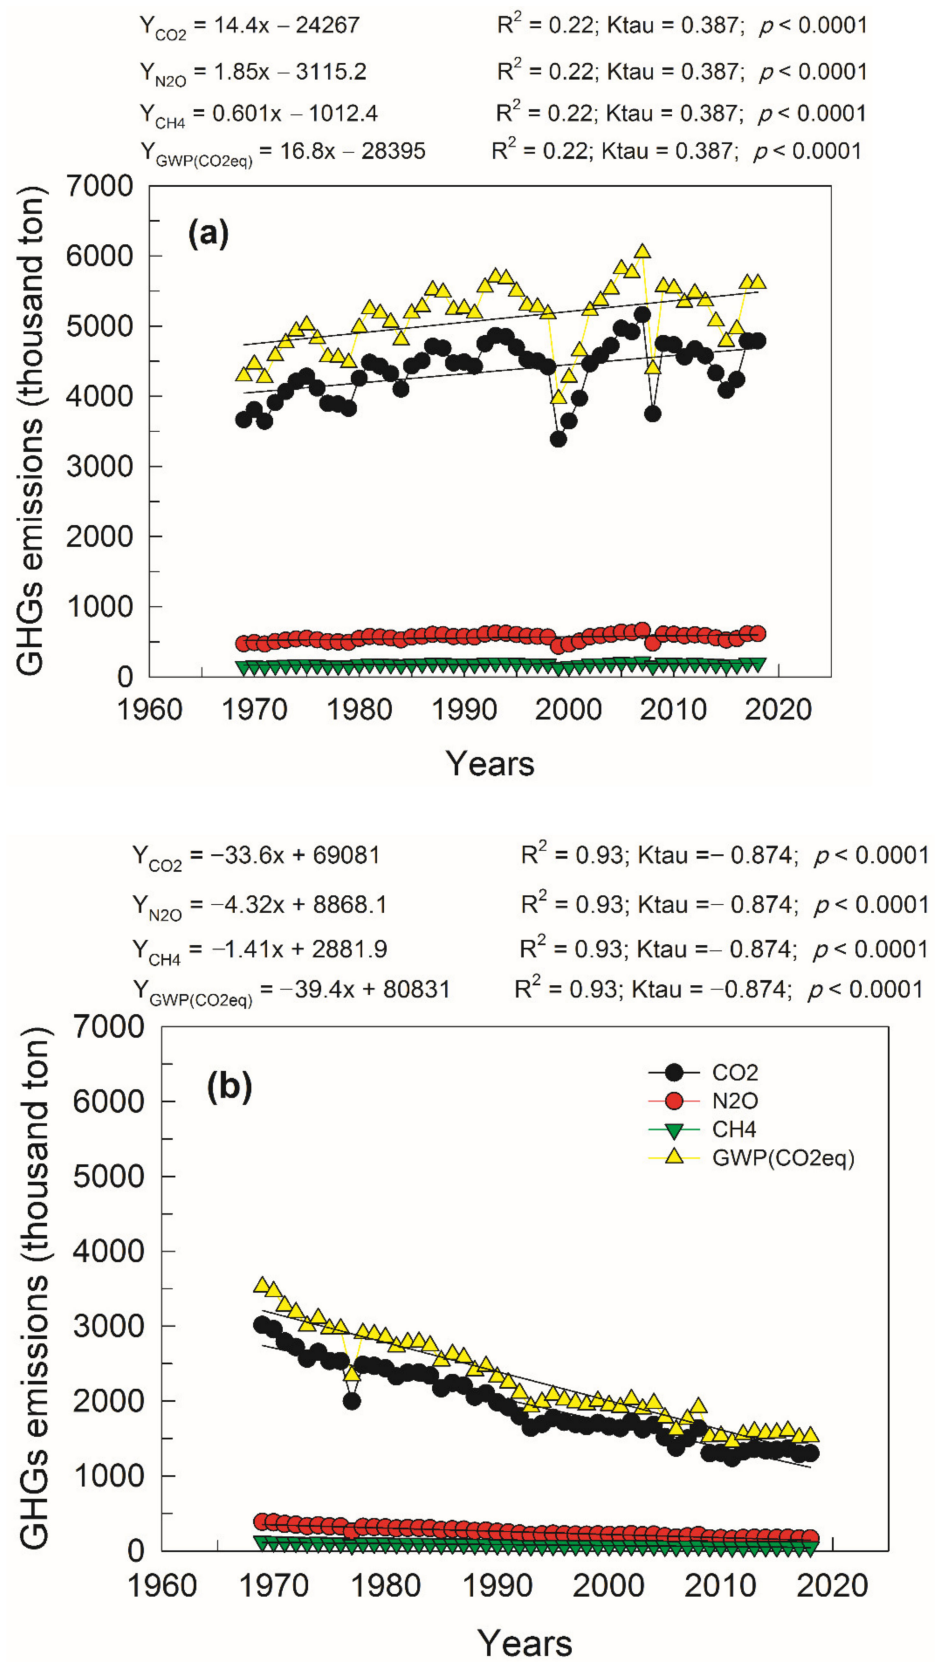 Y_CO2 = 14.4x – 24267 R² = 0.22; Ktau = 0.387; p < 0.0001
Y_N2O = 1.85x – 3115.2 R² = 0.22; Ktau = 0.387; p < 0.0001
Y_CH4 = 0.601x – 1012.4 R² = 0.22; Ktau = 0.387; p < 0.0001
Y_GWP(CO2eq) = 16.8x – 28395 R² = 0.22; Ktau = 0.387; p < 0.0001
GHGs emissions (thousand ton)
(a)
7000
6000
5000
4000
3000
2000
1000
0
1960 1970 1980 1990 2000 2010 2020
Years
Y_CO2 = –33.6x + 69081 R² = 0.93; Ktau =– 0.874; p < 0.0001
Y_N2O = –4.32x + 8868.1 R² = 0.93; Ktau =– 0.874; p < 0.0001
Y_CH4 = –1.41x + 2881.9 R² = 0.93; Ktau =– 0.874; p < 0.0001
Y_GWP(CO2eq) = –39.4x + 80831 R² = 0.93; Ktau = –0.874; p < 0.0001
GHGs emissions (thousand ton)
(b)
CO2
N2O
CH4
GWP(CO2eq)
7000
6000
5000
4000
3000
2000
1000
0
1960 1970 1980 1990 2000 2010 2020
Years